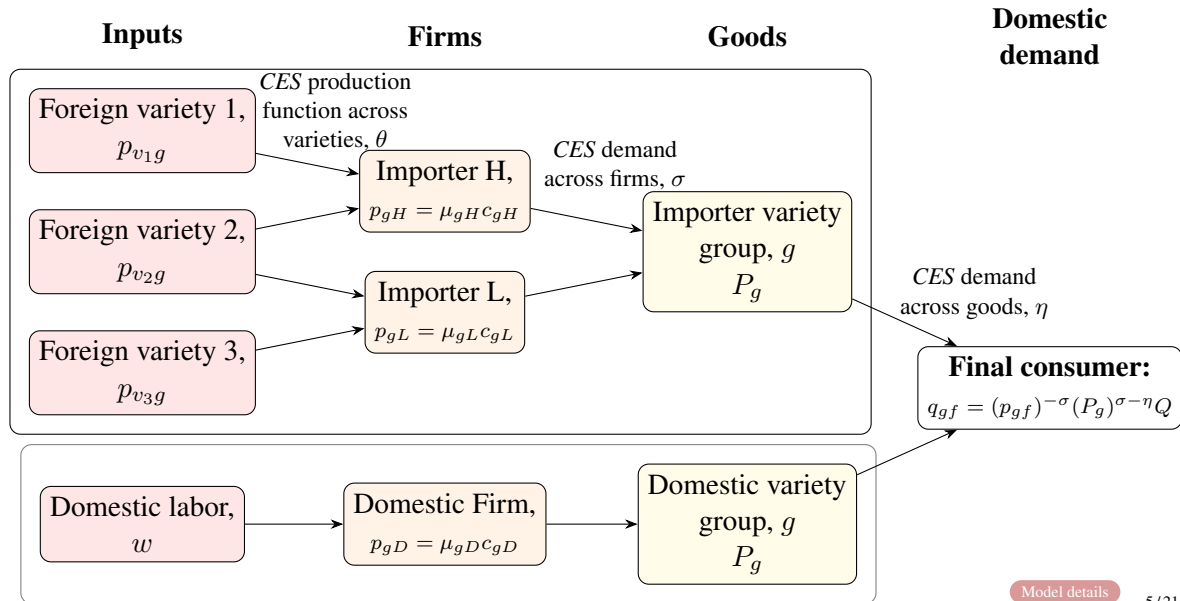 Inputs
Firms
Goods
Domestic
demand
Foreign variety 1,
p_{v_1g}
Foreign variety 2,
p_{v_2g}
Foreign variety 3,
p_{v_3g}
CES production
function across
varieties, θ
Importer H,
p_{gH} = μ_{gH}c_{gH}
Importer L,
p_{gL} = μ_{gL}c_{gL}
CES demand
across firms, σ
Importer variety
group, g
P_g
CES demand
across goods, η
Final consumer:
q_{gf} = (p_{gf})^{−σ}(P_g)^{σ−η}Q
Domestic labor,
w
Domestic Firm,
p_{gD} = μ_{gD}c_{gD}
Domestic variety
group, g
P_g
Model details
5/21